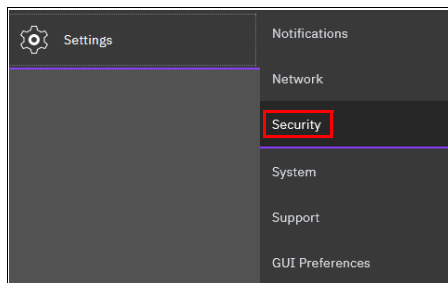 Settings
Notifications
Network
Security
System
Support
GUI Preferences